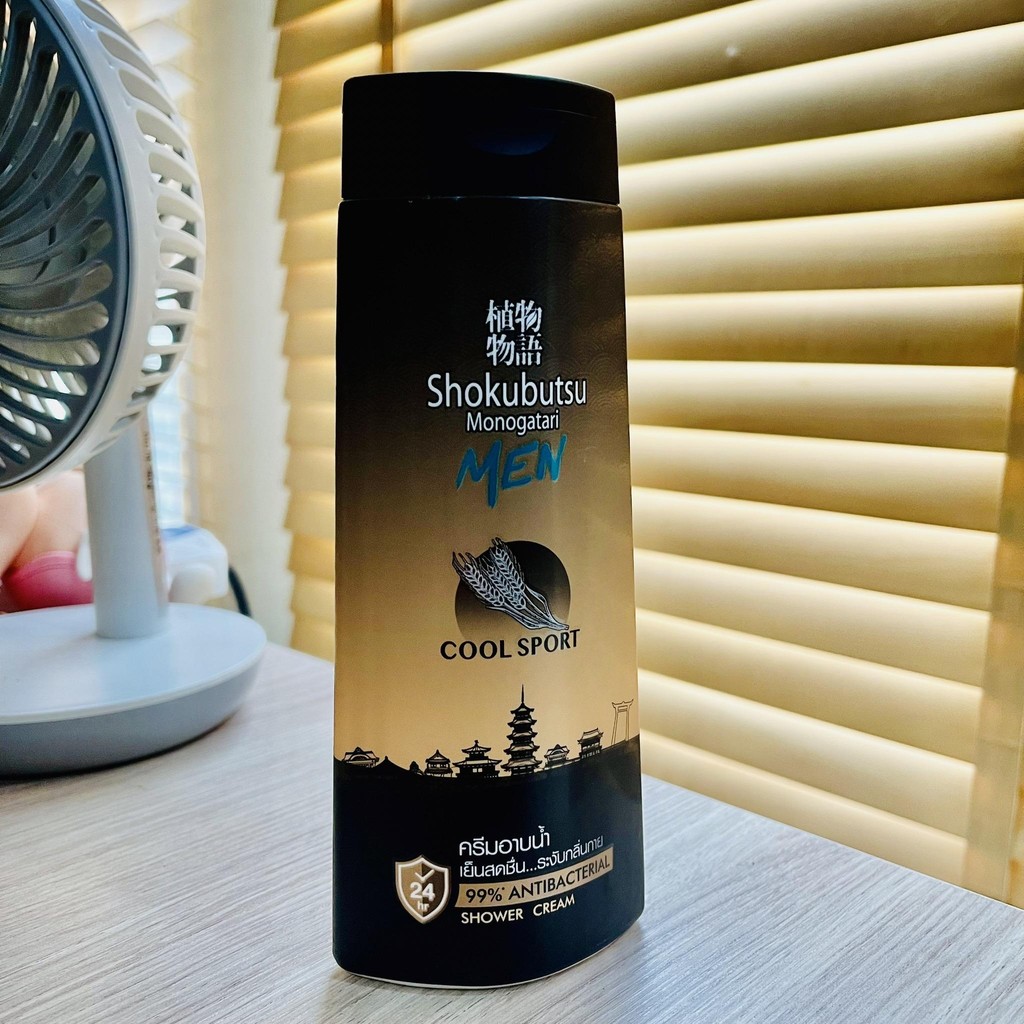 植物
物語
Shokubutsu
Monogatari
MEN
COOL SPORT
ครีมอาบน้ำ
เย็นสดชื่น...ระงับกลิ่นกาย
24
hr
99%* ANTIBACTERIAL
SHOWER CREAM